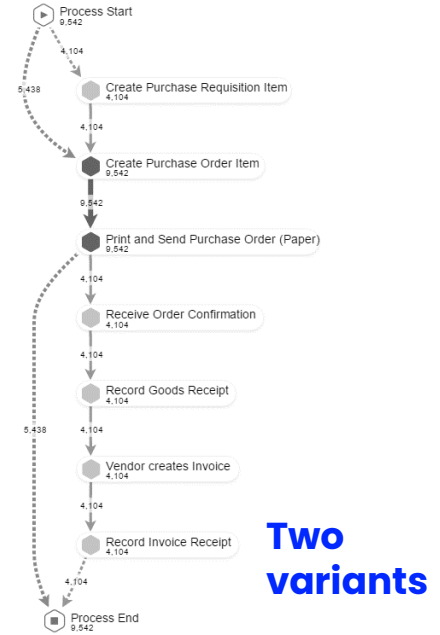 Process Start
9,542
4,104
5,438
Create Purchase Requisition Item
4,104
4,104
Create Purchase Order Item
9,542
9,542
Print and Send Purchase Order (Paper)
9,542
4,104
Receive Order Confirmation
4,104
4,104
Record Goods Receipt
4,104
5,438
4,104
Vendor creates Invoice
4,104
4,104
Record Invoice Receipt
4,104
Two
variants
4,104
Process End
9,542